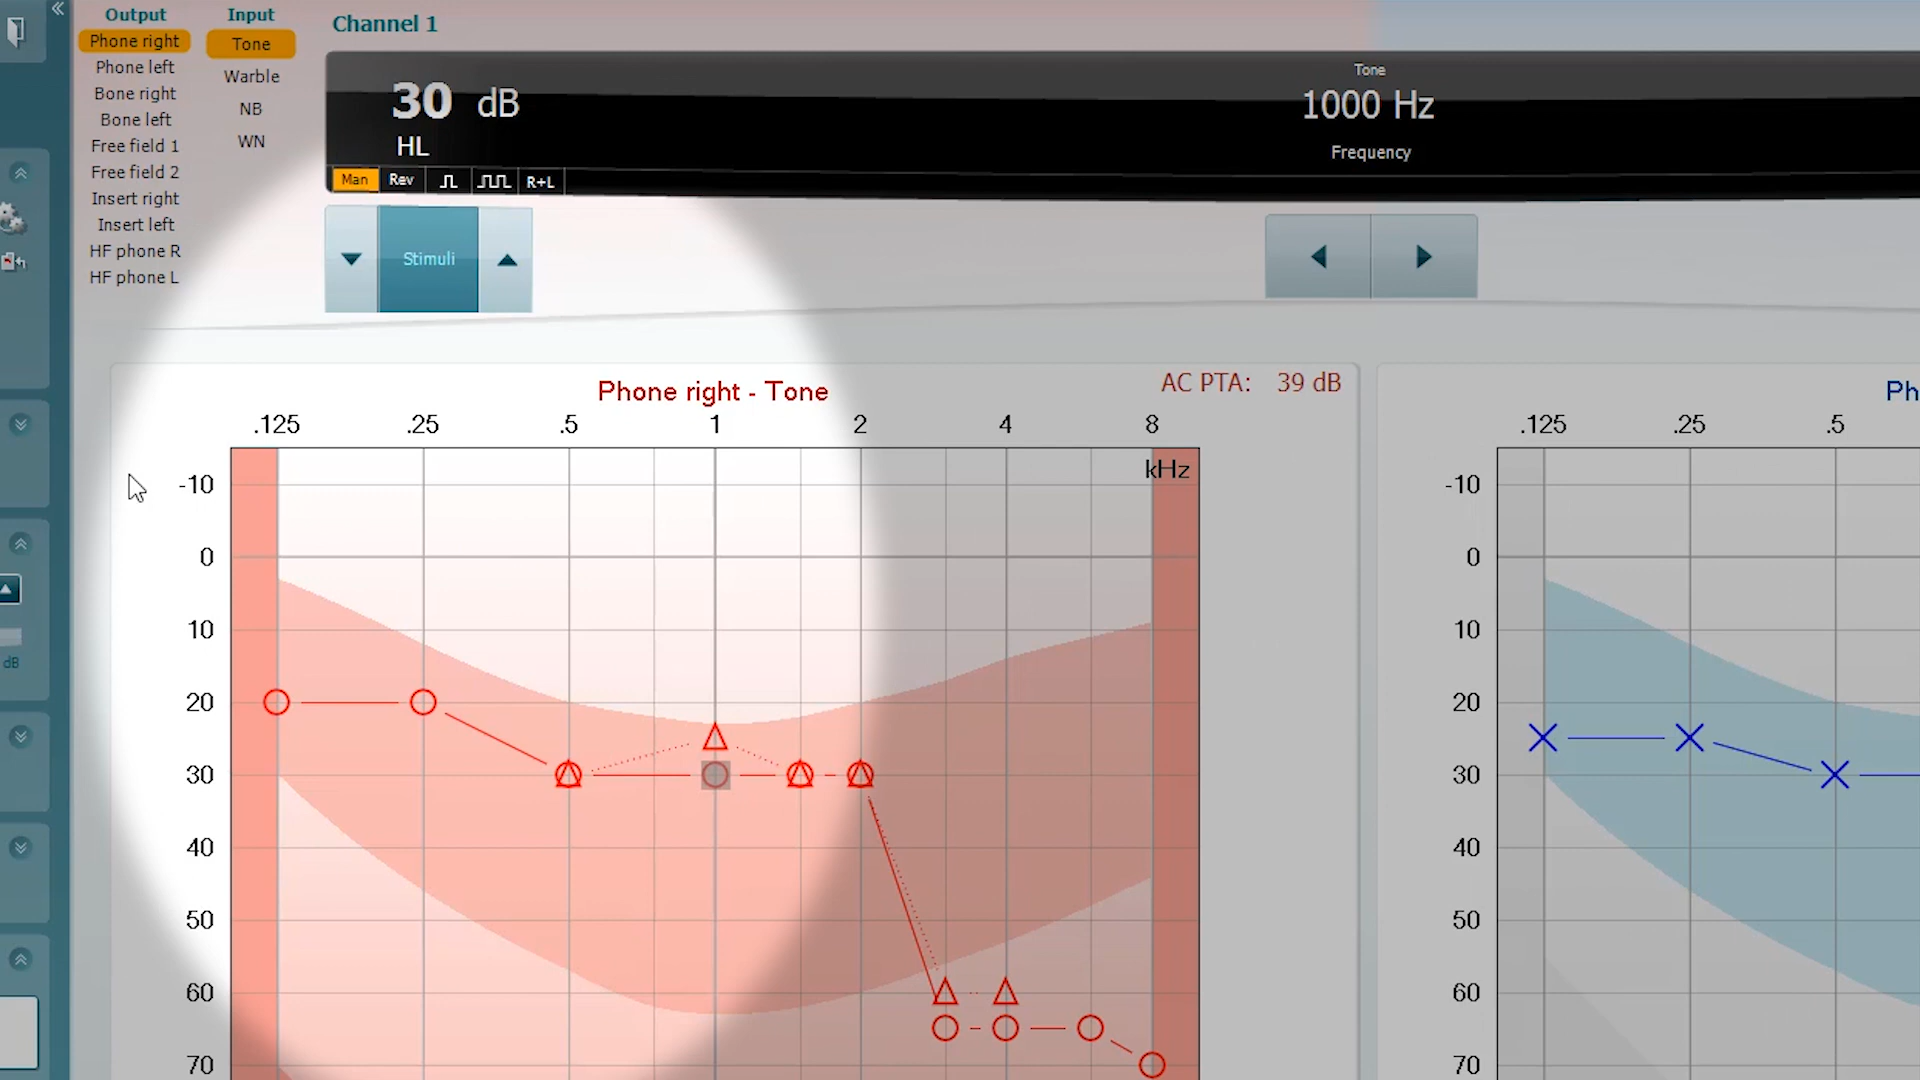 Output
Phone right
Phone left
Bone right
Bone left
Free field 1
Free field 2
Insert right
Insert left
HF phone R
HF phone L
Input
Tone
Warble
NB
WN
Channel 1
30 dB
HL
Man Rev R+L
Tone
1000 Hz
Frequency
Stimuli
dB
Phone right - Tone
AC PTA: 39 dB
.125 .25 .5 1 2 4 8
kHz
-10
0
10
20
30
40
50
60
70
Ph
.125 .25 .5
-10
0
10
20
30
40
50
60
70